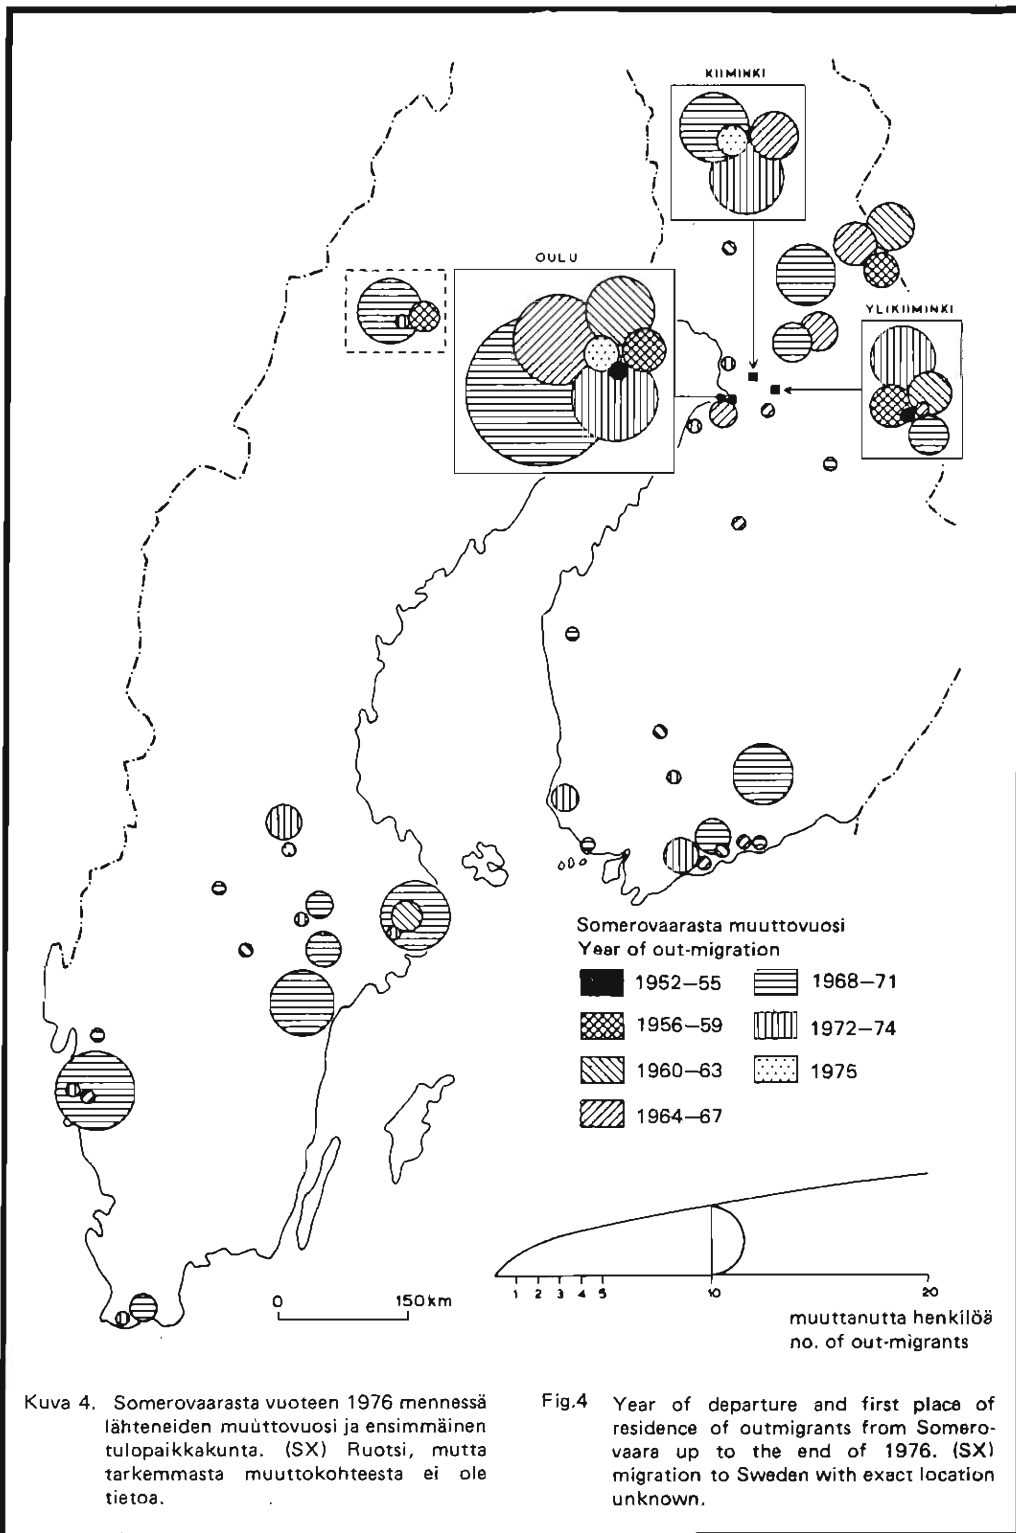 KIIMINKI
OULU
YLIKIIMINKI
Somerovaarasta muuttovuosi
Year of out-migration
1952–55
1968–71
1956–59
1972–74
1960–63
1975
1964–67
1 2 3 4 5 10 20
muuttanutta henkilöä
no. of out-migrants
0 150km
Kuva 4. Somerovaarasta vuoteen 1976 mennessä
lähteneiden muuttovuosi ja ensimmäinen
tulopaikkakunta. (SX) Ruotsi, mutta
tarkemmasta muuttokohteesta ei ole
tietoa.
Fig.4 Year of departure and first place of
residence of outmigrants from Somero-
vaara up to the end of 1976. (SX)
migration to Sweden with exact location
unknown.